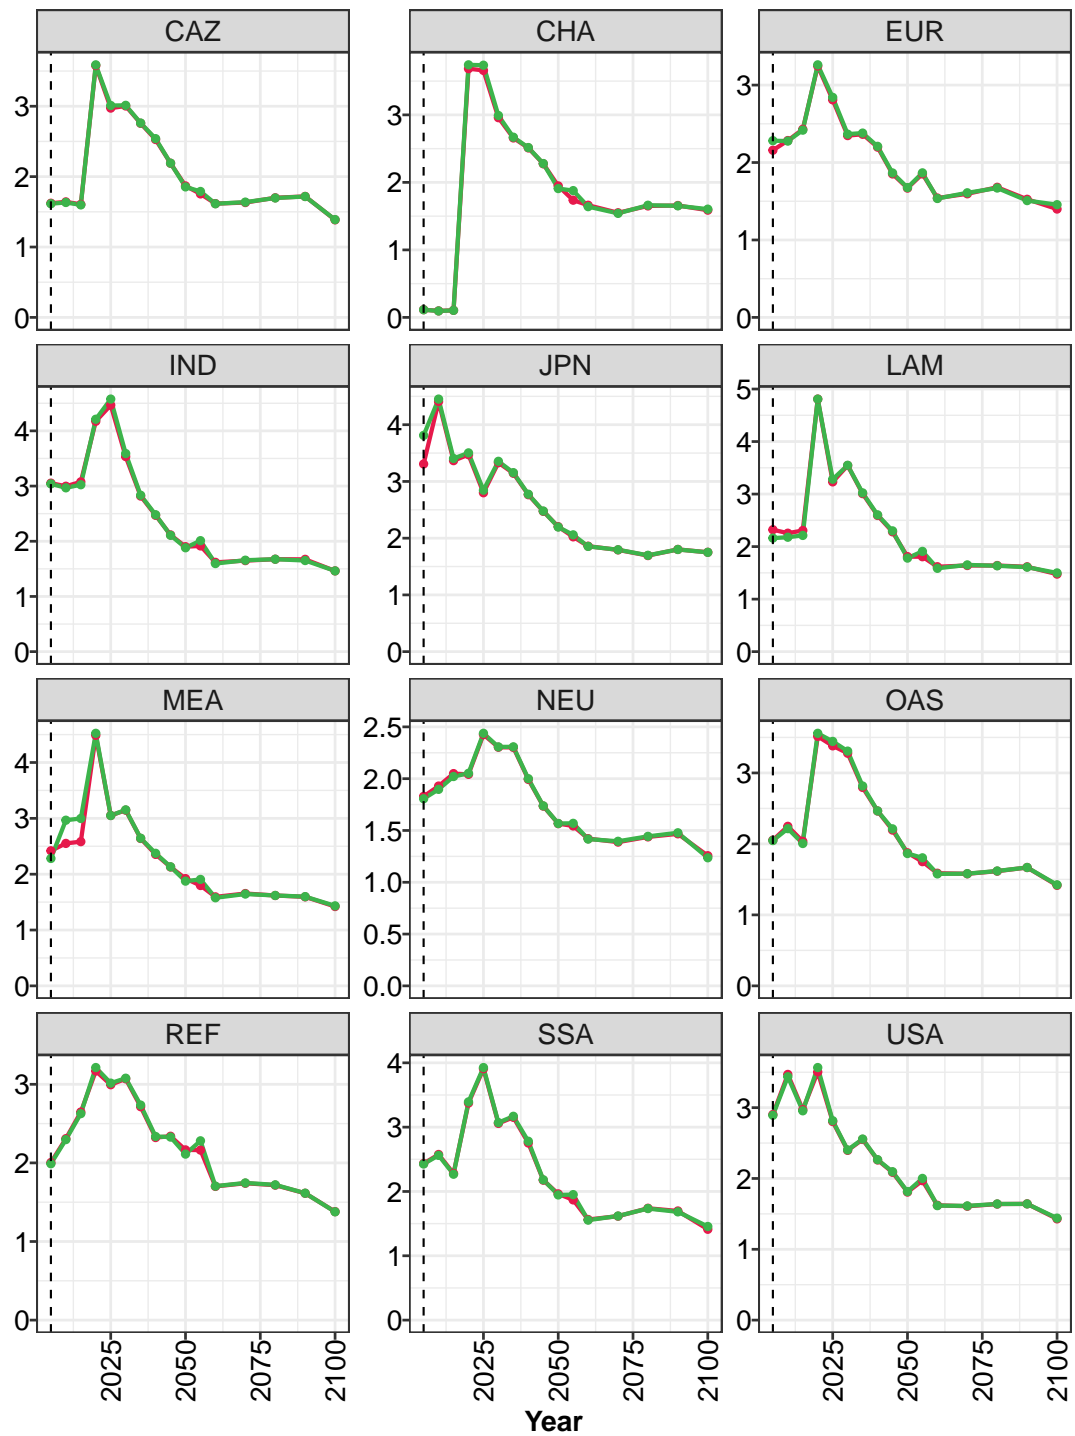 CAZ CHA EUR
3 3 3
2 2 2
1 1 1
0 0 0
IND JPN LAM
4 4 5
3 3 4
2 2 3
1 1 2
0 0 1
0
MEA NEU OAS
4 2.5 3
3 2.0 2
2 1.5 1
1 1.0 0
0 0.5
0.0
REF SSA USA
3 4 3
2 3 2
1 2 1
0 1 0
0
2025 2050 2075 2100 2025 2050 2075 2100 2025 2050 2075 2100
Year